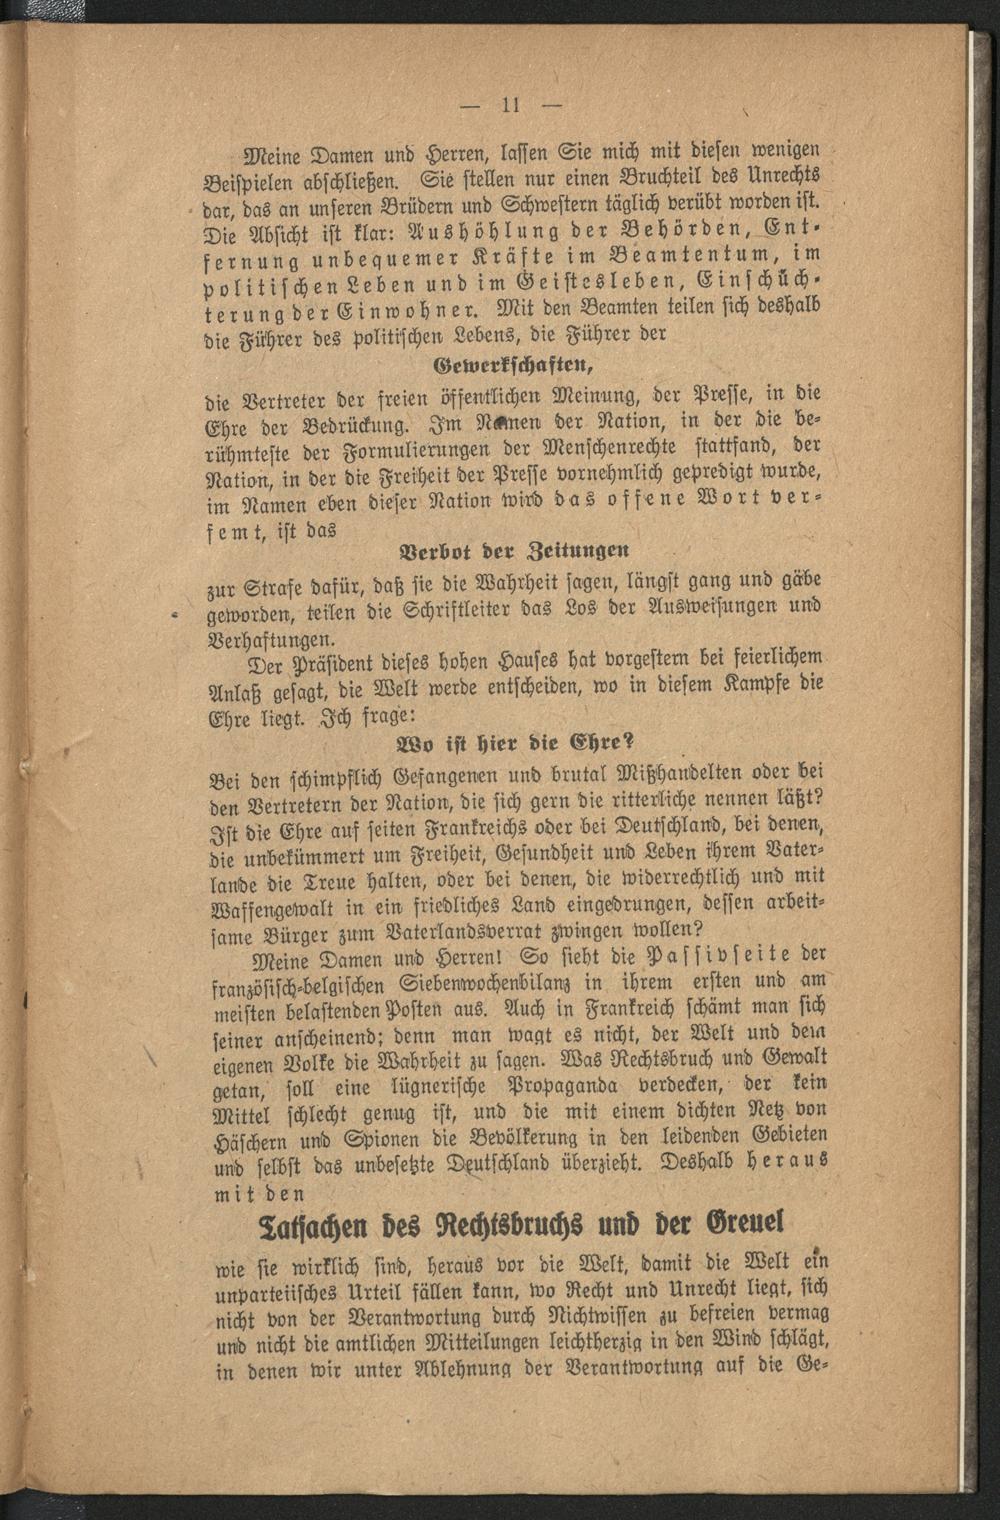 — 11 —
Meine Damen und Herren, lassen Sie mich mit diesen wenigen
Beispielen abschließen. Sie stellen nur einen Bruchteil des Unrechts
dar, das an unseren Brüdern und Schwestern täglich verübt worden ist.
Die Absicht ist klar: Aushöhlung der Behörden, Ent-
fernung unbequemer Kräfte im Beamtentum, im
politischen Leben und im Geistesleben, Einschüch-
terung der Einwohner. Mit den Beamten teilen sich deshalb
die Führer des politischen Lebens, die Führer der
Gewerkschaften,
die Vertreter der freien öffentlichen Meinung, der Presse, in die
Ehre der Bedrückung. Im Namen der Nation, in der die be-
rühmteste der Formulierungen der Menschenrechte stattfand, der
Nation, in der die Freiheit der Presse vornehmlich gepredigt wurde,
im Namen eben dieser Nation wird das offene Wort ver-
femt, ist das
Verbot der Zeitungen
zur Strafe dafür, daß sie die Wahrheit sagen, längst gang und gäbe
geworden, teilen die Schriftleiter das Los der Ausweisungen und
Verhaftungen.
Der Präsident dieses hohen Hauses hat vorgestern bei feierlichem
Anlaß gesagt, die Welt werde entscheiden, wo in diesem Kampfe die
Ehre liegt. Ich frage:
Wo ist hier die Ehre?
Bei den schimpflich Gefangenen und brutal Mißhandelten oder bei
den Vertretern der Nation, die sich gern die ritterliche nennen läßt?
Ist die Ehre auf seiten Frankreichs oder bei Deutschland, bei denen,
die unbekümmert um Freiheit, Gesundheit und Leben ihrem Vater-
lande die Treue halten, oder bei denen, die widerrechtlich und mit
Waffengewalt in ein friedliches Land eingedrungen, dessen arbeit-
same Bürger zum Vaterlandsverrat zwingen wollen?
Meine Damen und Herren! So sieht die Passivseite der
französisch-belgischen Siebenwochenbilanz in ihrem ersten und am
meisten belastenden Posten aus. Auch in Frankreich schämt man sich
seiner anscheinend; denn man wagt es nicht, der Welt und dem
eigenen Volke die Wahrheit zu sagen. Was Rechtsbruch und Gewalt
getan, soll eine lügnerische Propaganda verdecken, der kein
Mittel schlecht genug ist, und die mit einem dichten Netz von
Häschern und Spionen die Bevölkerung in den leidenden Gebieten
und selbst das unbesetzte Deutschland überzieht. Deshalb heraus
mit den
Tatsachen des Rechtsbruchs und der Greuel
wie sie wirklich sind, heraus vor die Welt, damit die Welt ein
unparteiisches Urteil fällen kann, wo Recht und Unrecht liegt, sich
nicht von der Verantwortung durch Nichtwissen zu befreien vermag
und nicht die amtlichen Mitteilungen leichtherzig in den Wind schlägt,
in denen wir unter Ablehnung der Verantwortung auf die Ge-